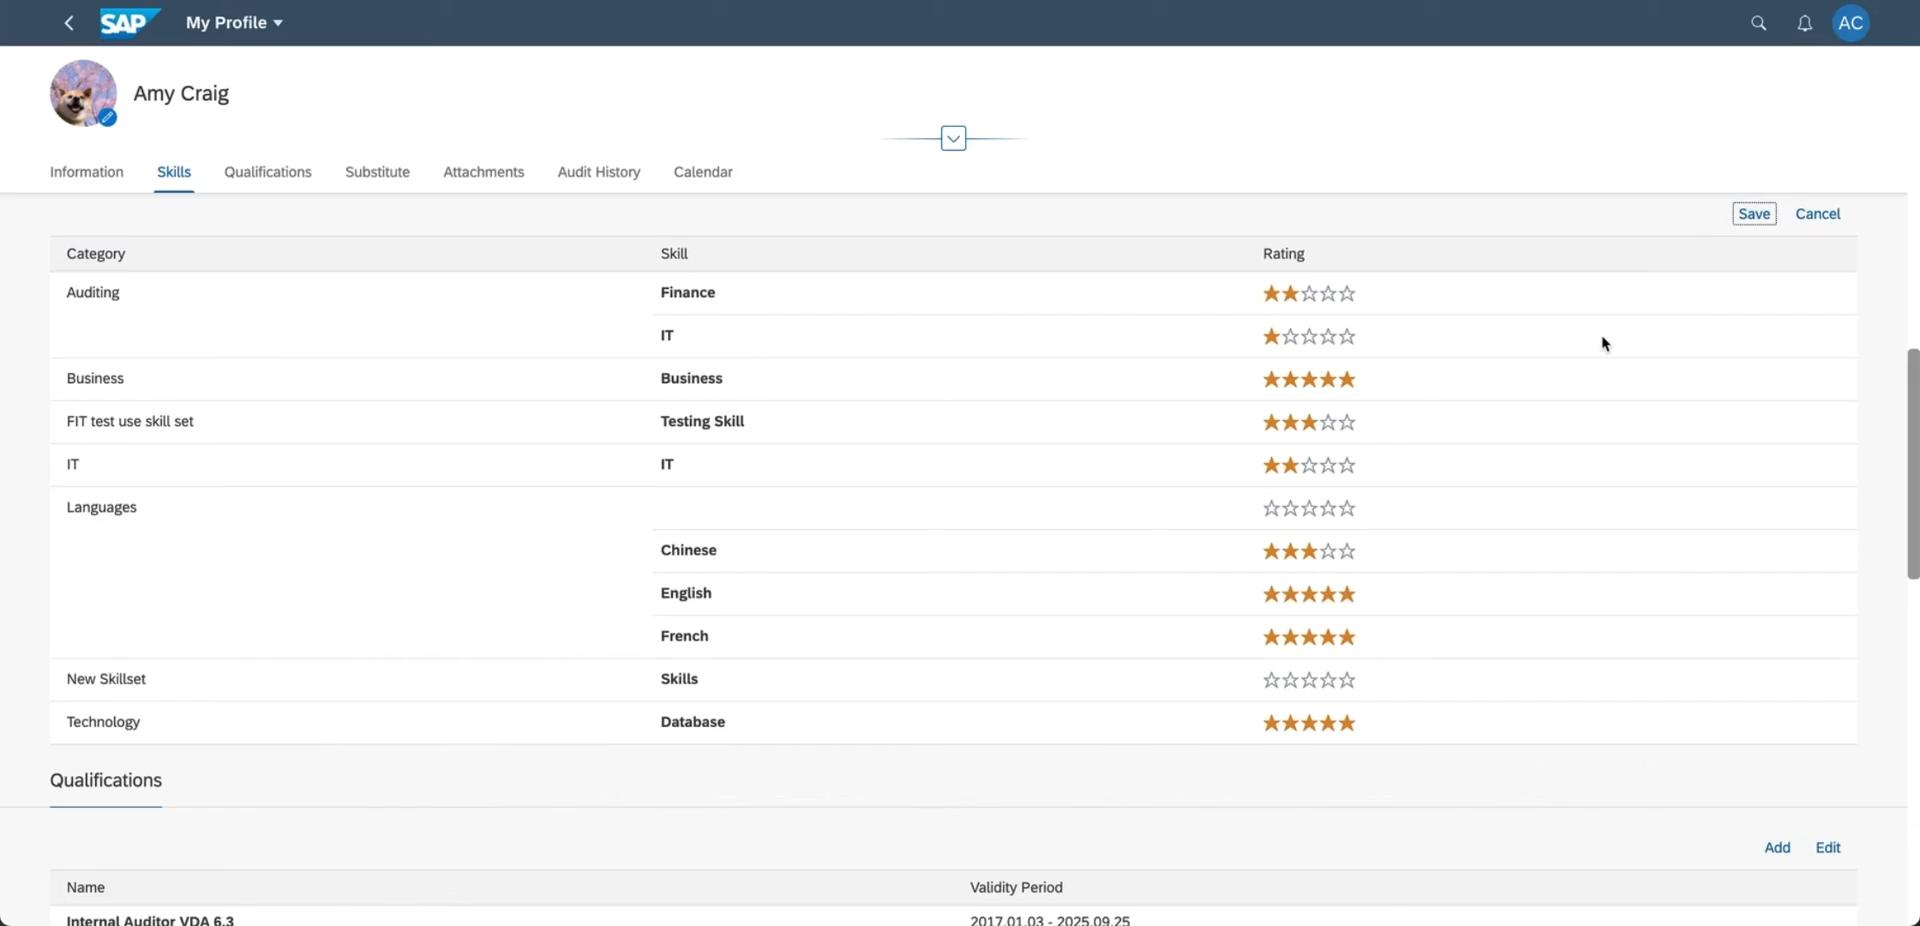 SAP My Profile AC
Amy Craig
Information Skills Qualifications Substitute Attachments Audit History Calendar
Save Cancel
Category Skill Rating
Auditing Finance
IT
Business Business
FIT test use skill set Testing Skill
IT IT
Languages
Chinese
English
French
New Skillset Skills
Technology Database
Qualifications
Add Edit
Name Validity Period
Internal Auditor VDA 6.3 2017.01.03 - 2025.09.25